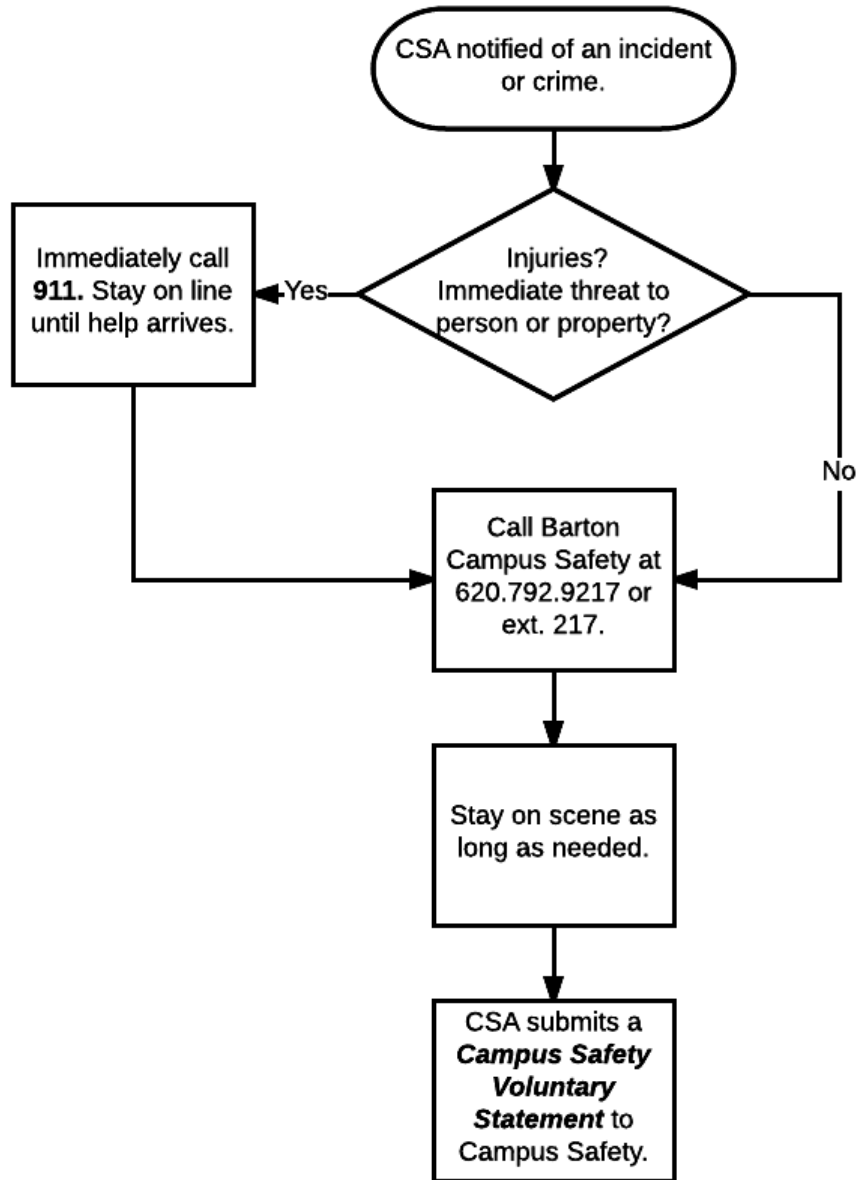 CSA notified of an incident
or crime.
Injuries?
Immediate threat to
person or property?
Yes
Immediately call
911. Stay on line
until help arrives.
No
Call Barton
Campus Safety at
620.792.9217 or
ext. 217.
Stay on scene as
long as needed.
CSA submits a
Campus Safety
Voluntary
Statement to
Campus Safety.